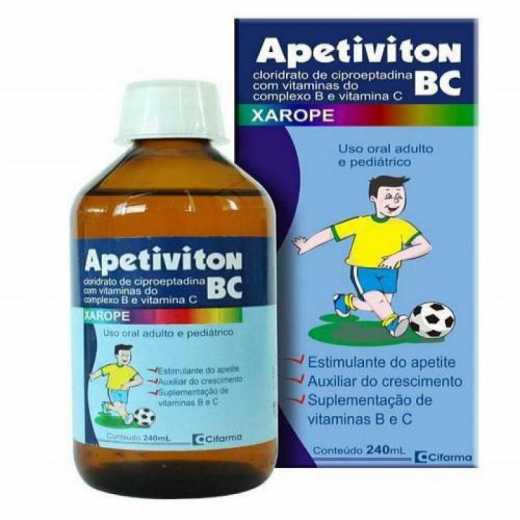 Apetiviton
BC
cloridrato de ciproeptadina
com vitaminas do
complexo B e vitamina C
XAROPE
Uso oral adulto
e pediátrico
Estimulante do apetite
Auxiliar do crescimento
Suplementação de
vitaminas B e C
Conteúdo 240mL
Cifarma
Apetiviton
BC
cloridrato de ciproeptadina
com vitaminas do
complexo B e vitamina C
XAROPE
Uso oral adulto e pediátrico
Estimulante do apetite
Auxiliar do crescimento
Suplementação de
vitaminas B e C
Conteúdo 240mL
Cifarma